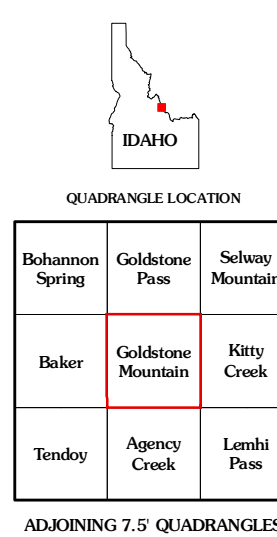 IDAHO
QUADRANGLE LOCATION
Bohannon Spring
Goldstone Pass
Selway Mountain
Baker
Goldstone Mountain
Kitty Creek
Tendoy
Agency Creek
Lemhi Pass
ADJOINING 7.5' QUADRANGLES